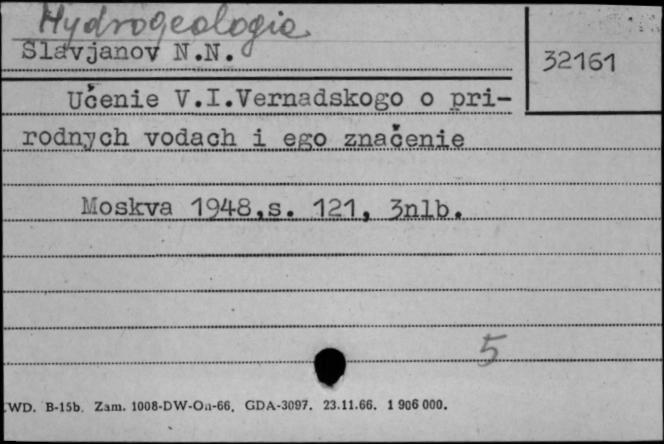 Hydrogeologia
Slavjanov N.N.
32161
Učenie V.I.Vernadskogo o pri-
rodnych vodach i ego značenie
Moskva 1948,s. 121, 3nlb.
5
WD. B-15b. Zam. 1008-DW-On-66. GDA-3097. 23.11.66. 1 906 000.